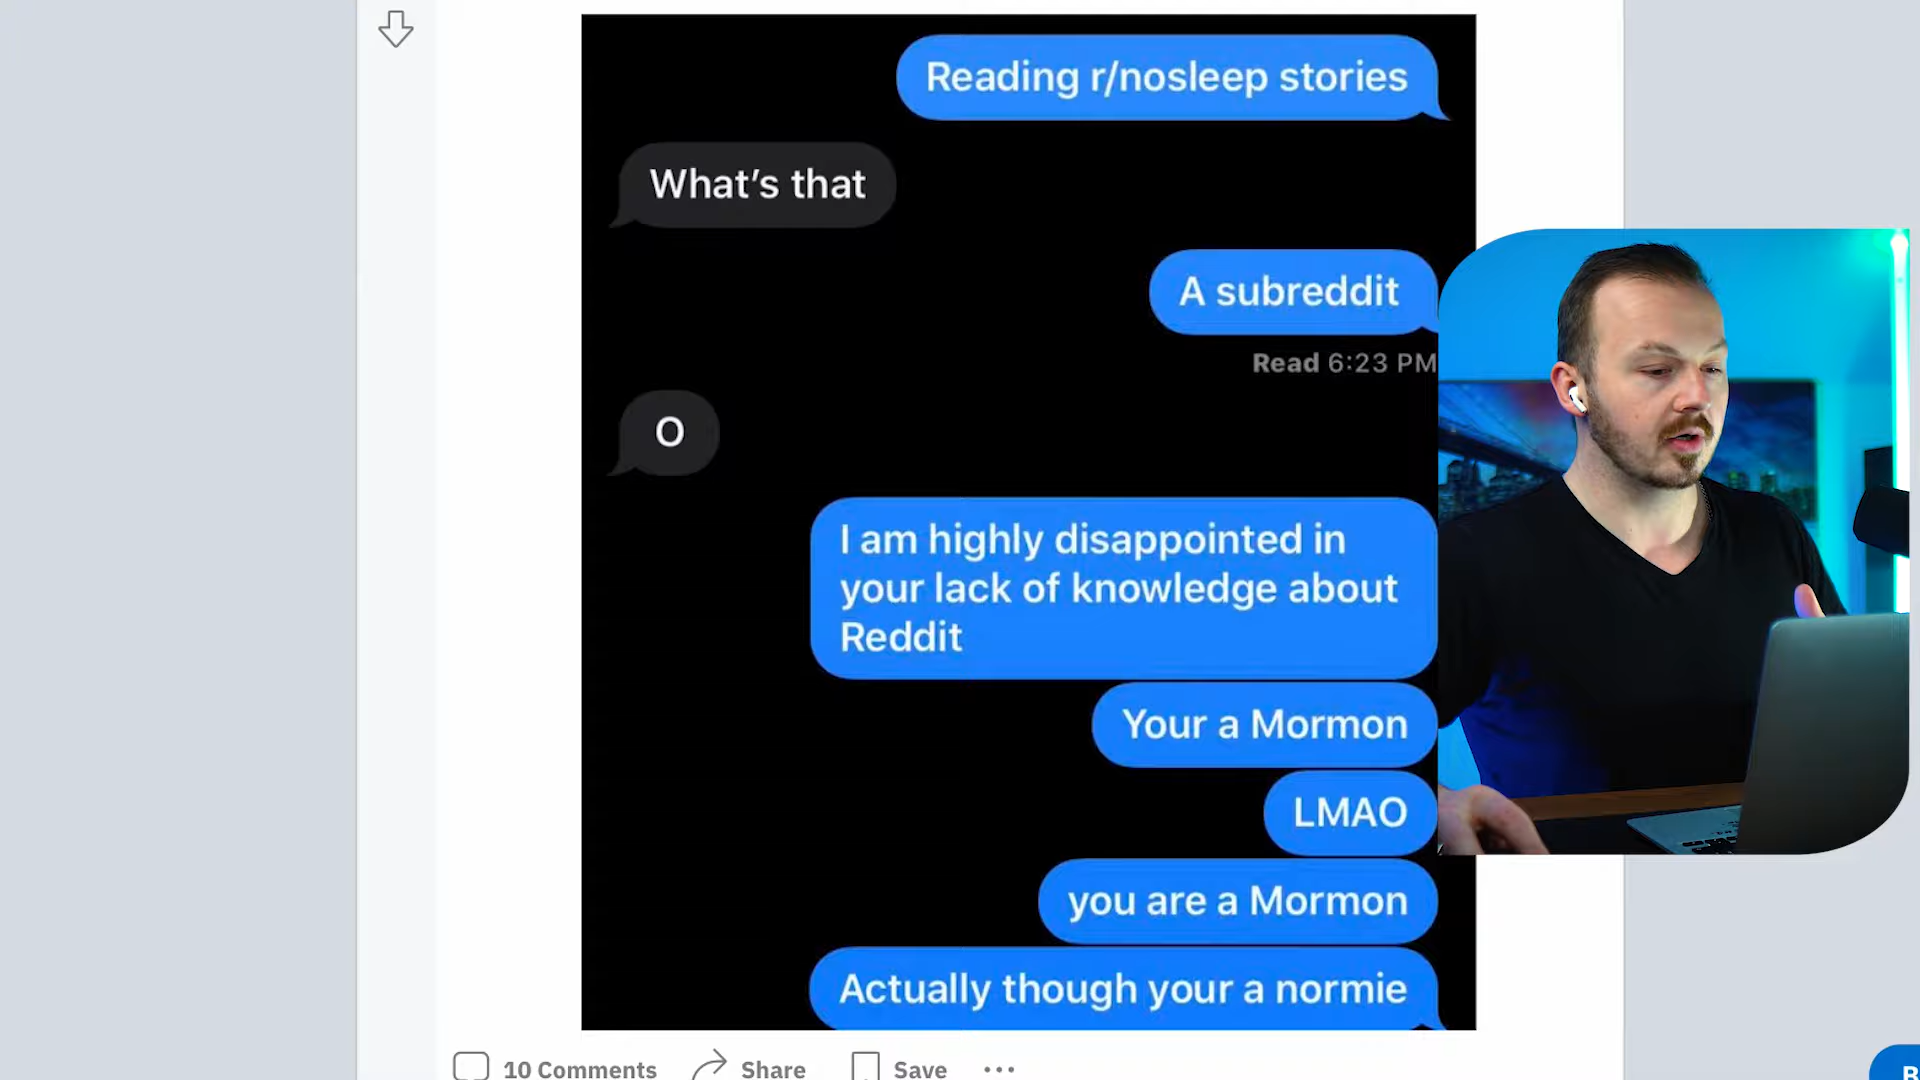 Reading r/nosleep stories
What's that
A subreddit
Read 6:23 PM
O
I am highly disappointed in
your lack of knowledge about
Reddit
Your a Mormon
LMAO
you are a Mormon
Actually though your a normie
10 Comments Share Save